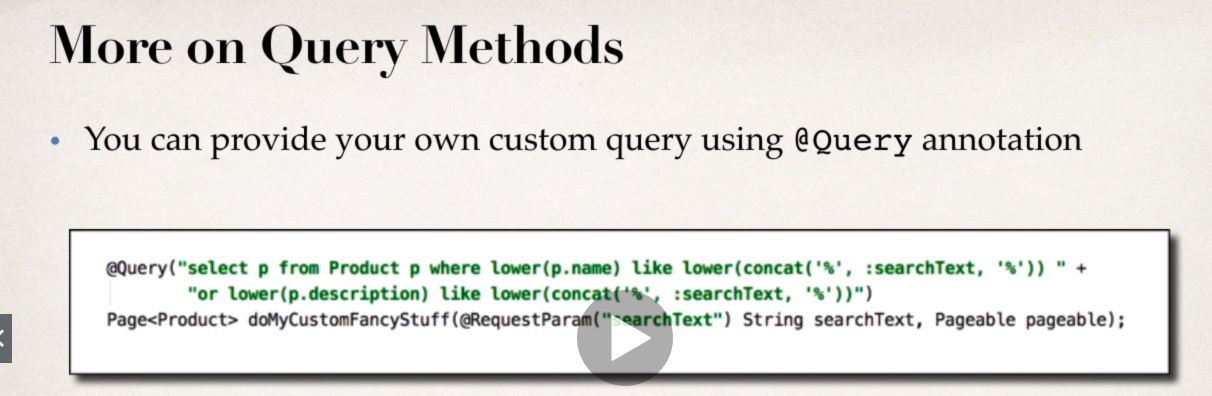 More on Query Methods
• You can provide your own custom query using @Query annotation
@Query("select p from Product p where lower(p.name) like lower(concat('%', :searchText, '%')) " +
"or lower(p.description) like lower(concat('%', :searchText, '%'))")
Page<Product> doMyCustomFancyStuff(@RequestParam("searchText") String searchText, Pageable pageable);